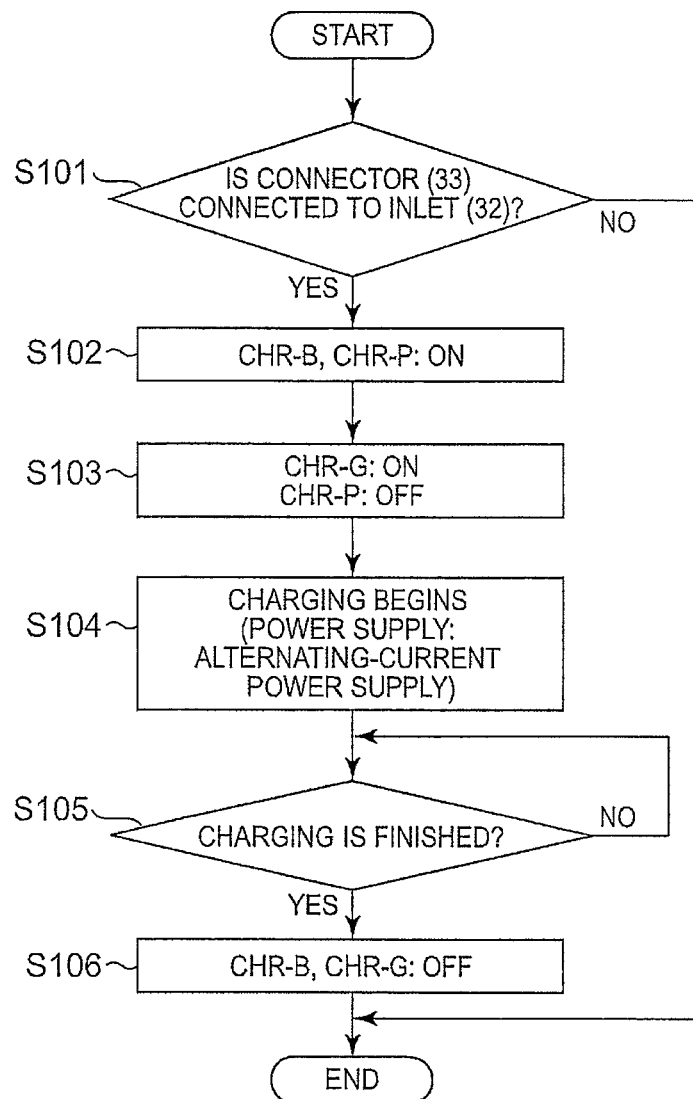 START
S101
IS CONNECTOR (33)
CONNECTED TO INLET (32)?
NO
YES
S102
CHR-B, CHR-P: ON
S103
CHR-G: ON
CHR-P: OFF
S104
CHARGING BEGINS
(POWER SUPPLY:
ALTERNATING-CURRENT
POWER SUPPLY)
S105
CHARGING IS FINISHED?
NO
YES
S106
CHR-B, CHR-G: OFF
END